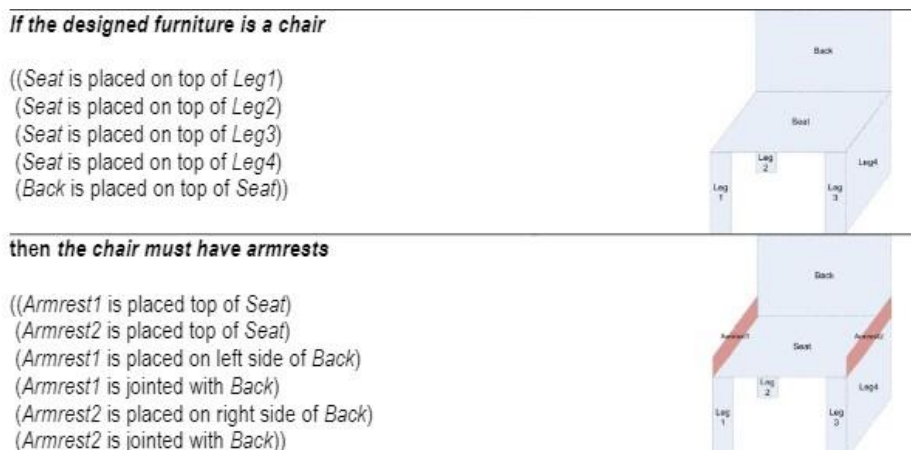 If the designed furniture is a chair
((Seat is placed on top of Leg1)
(Seat is placed on top of Leg2)
(Seat is placed on top of Leg3)
(Seat is placed on top of Leg4)
(Back is placed on top of Seat))
Back
Seat
Leg
2
Leg4
Leg
1
Leg
3
then the chair must have armrests
((Armrest1 is placed top of Seat)
(Armrest2 is placed top of Seat)
(Armrest1 is placed on left side of Back)
(Armrest1 is jointed with Back)
(Armrest2 is placed on right side of Back)
(Armrest2 is jointed with Back))
Back
Armrest1
Armrest2
Seat
Leg
2
Leg4
Leg
1
Leg
3